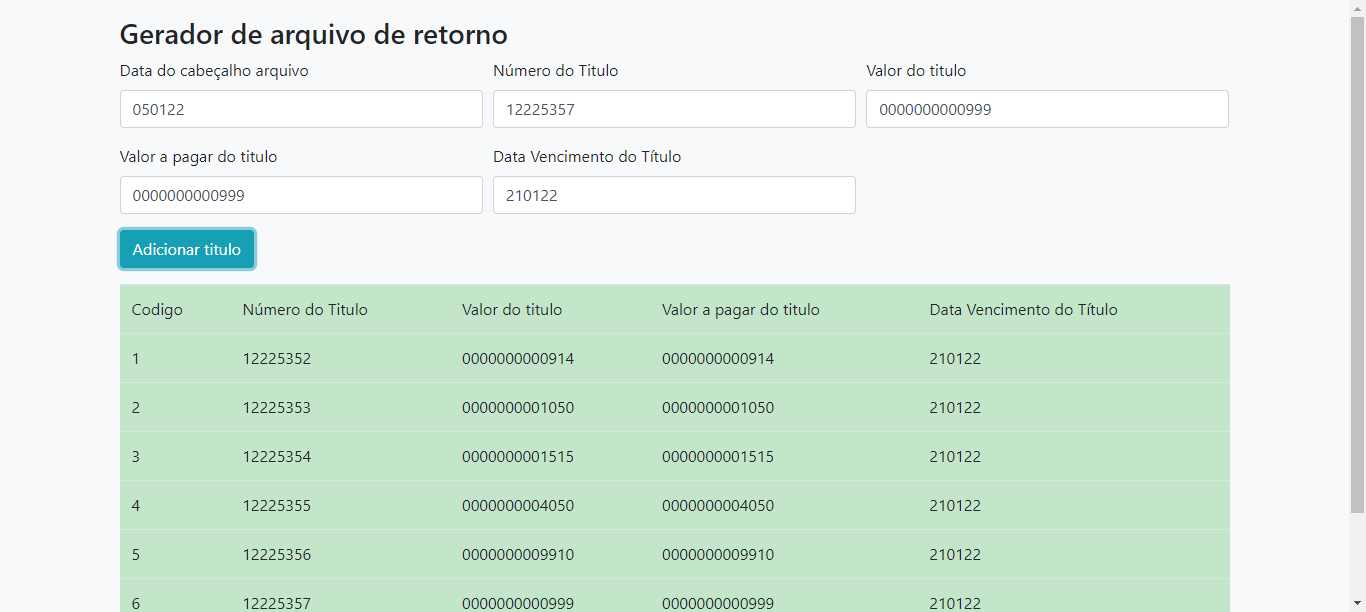 Gerador de arquivo de retorno
Data do cabeçalho arquivo Número do Titulo Valor do titulo
050122 12225357 0000000000999
Valor a pagar do titulo Data Vencimento do Título
0000000000999 210122
Adicionar titulo
Codigo Número do Titulo Valor do titulo Valor a pagar do titulo Data Vencimento do Título
1 12225352 0000000000914 0000000000914 210122
2 12225353 0000000001050 0000000001050 210122
3 12225354 0000000001515 0000000001515 210122
4 12225355 0000000004050 0000000004050 210122
5 12225356 0000000009910 0000000009910 210122
6 12225357 0000000000999 0000000000999 210122